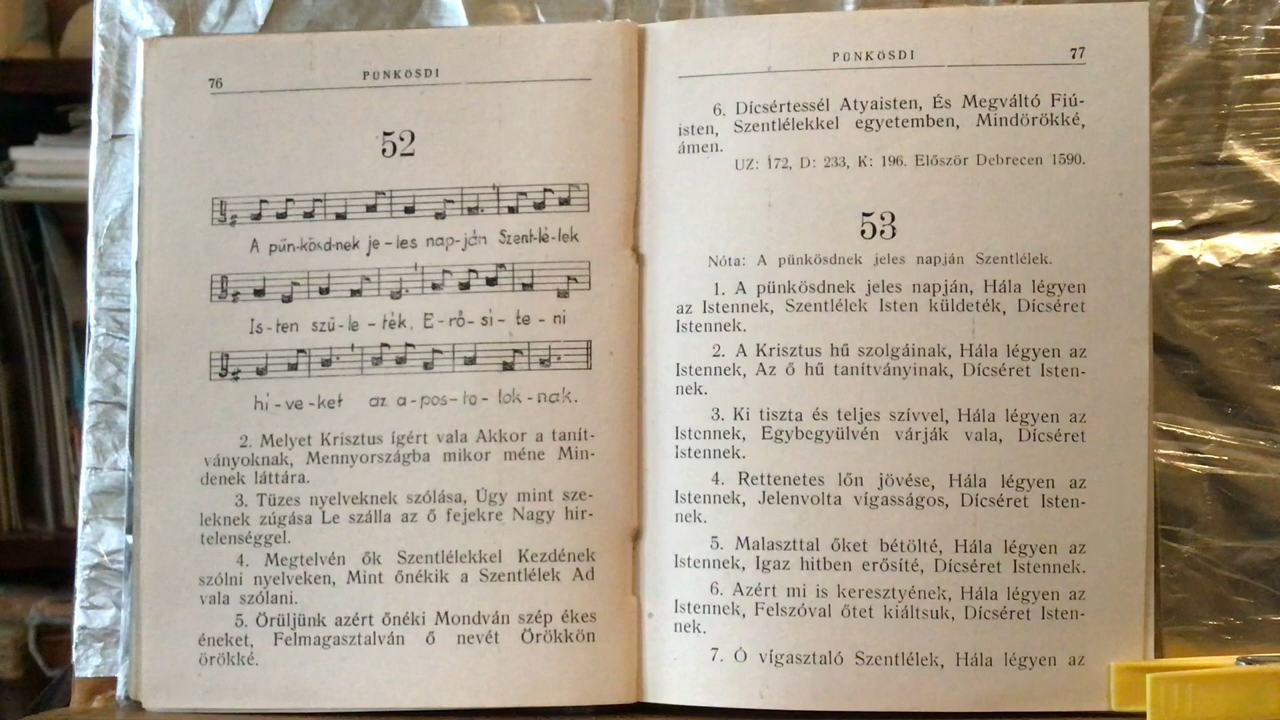 76
PÜNKÖSDI
52
A pün-kösd-nek je-les nap-ján Szent-lé-lek
Is-ten szü-le-ték, E-rő-si-te-ni
hí-ve-ket az a-pos-to-lok-nak.
2. Melyet Krisztus ígért vala Akkor a tanít-
ványoknak, Mennyországba mikor méne Min-
denek láttára.
3. Tüzes nyelveknek szólása, Úgy mint sze-
leknek zúgása Le szálla az ő fejekre Nagy hir-
telenséggel.
4. Megtelvén ők Szentlélekkel Kezdének
szólni nyelveken, Mint őnékik a Szentlélek Ad
vala szólani.
5. Örüljünk azért őnéki Mondván szép ékes
éneket, Felmagasztalván ő nevét Örökkön
örökké.
PÜNKÖSDI
77
6. Dícsértessél Atyaisten, És Megváltó Fiú-
isten, Szentlélekkel egyetemben, Mindörökké,
ámen.
UZ: 172, D: 233, K: 196. Először Debrecen 1590.
53
Nóta: A pünkösdnek jeles napján Szentlélek.
1. A pünkösdnek jeles napján, Hála légyen
az Istennek, Szentlélek Isten küldeték, Dícséret
Istennek.
2. A Krisztus hű szolgáinak, Hála légyen az
Istennek, Az ő hű tanítványinak, Dícséret Isten-
nek.
3. Ki tiszta és teljes szívvel, Hála légyen az
Istennek, Egybegyülvén várják vala, Dícséret
Istennek.
4. Rettenetes lőn jövése, Hála légyen az
Istennek, Jelenvolta vígasságos, Dícséret Isten-
nek.
5. Malaszttal őket bétölté, Hála légyen az
Istennek, Igaz hitben erősíté, Dícséret Istennek.
6. Azért mi is keresztyének, Hála légyen az
Istennek, Felszóval őtet kiáltsuk, Dícséret Isten-
nek.
7. Ó vígasztaló Szentlélek, Hála légyen az